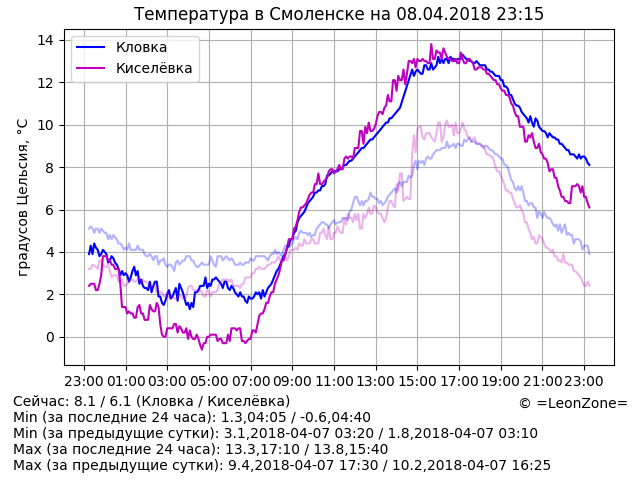 Температура в Смоленске на 08.04.2018 23:15
градусов Цельсия, °C
14
12
10
8
6
4
2
0
Кловка
Киселёвка
23:00 01:00 03:00 05:00 07:00 09:00 11:00 13:00 15:00 17:00 19:00 21:00 23:00
Сейчас: 8.1 / 6.1 (Кловка / Киселёвка)
© =LeonZone=
Min (за последние 24 часа): 1.3,04:05 / -0.6,04:40
Min (за предыдущие сутки): 3.1,2018-04-07 03:20 / 1.8,2018-04-07 03:10
Max (за последние 24 часа): 13.3,17:10 / 13.8,15:40
Max (за предыдущие сутки): 9.4,2018-04-07 17:30 / 10.2,2018-04-07 16:25